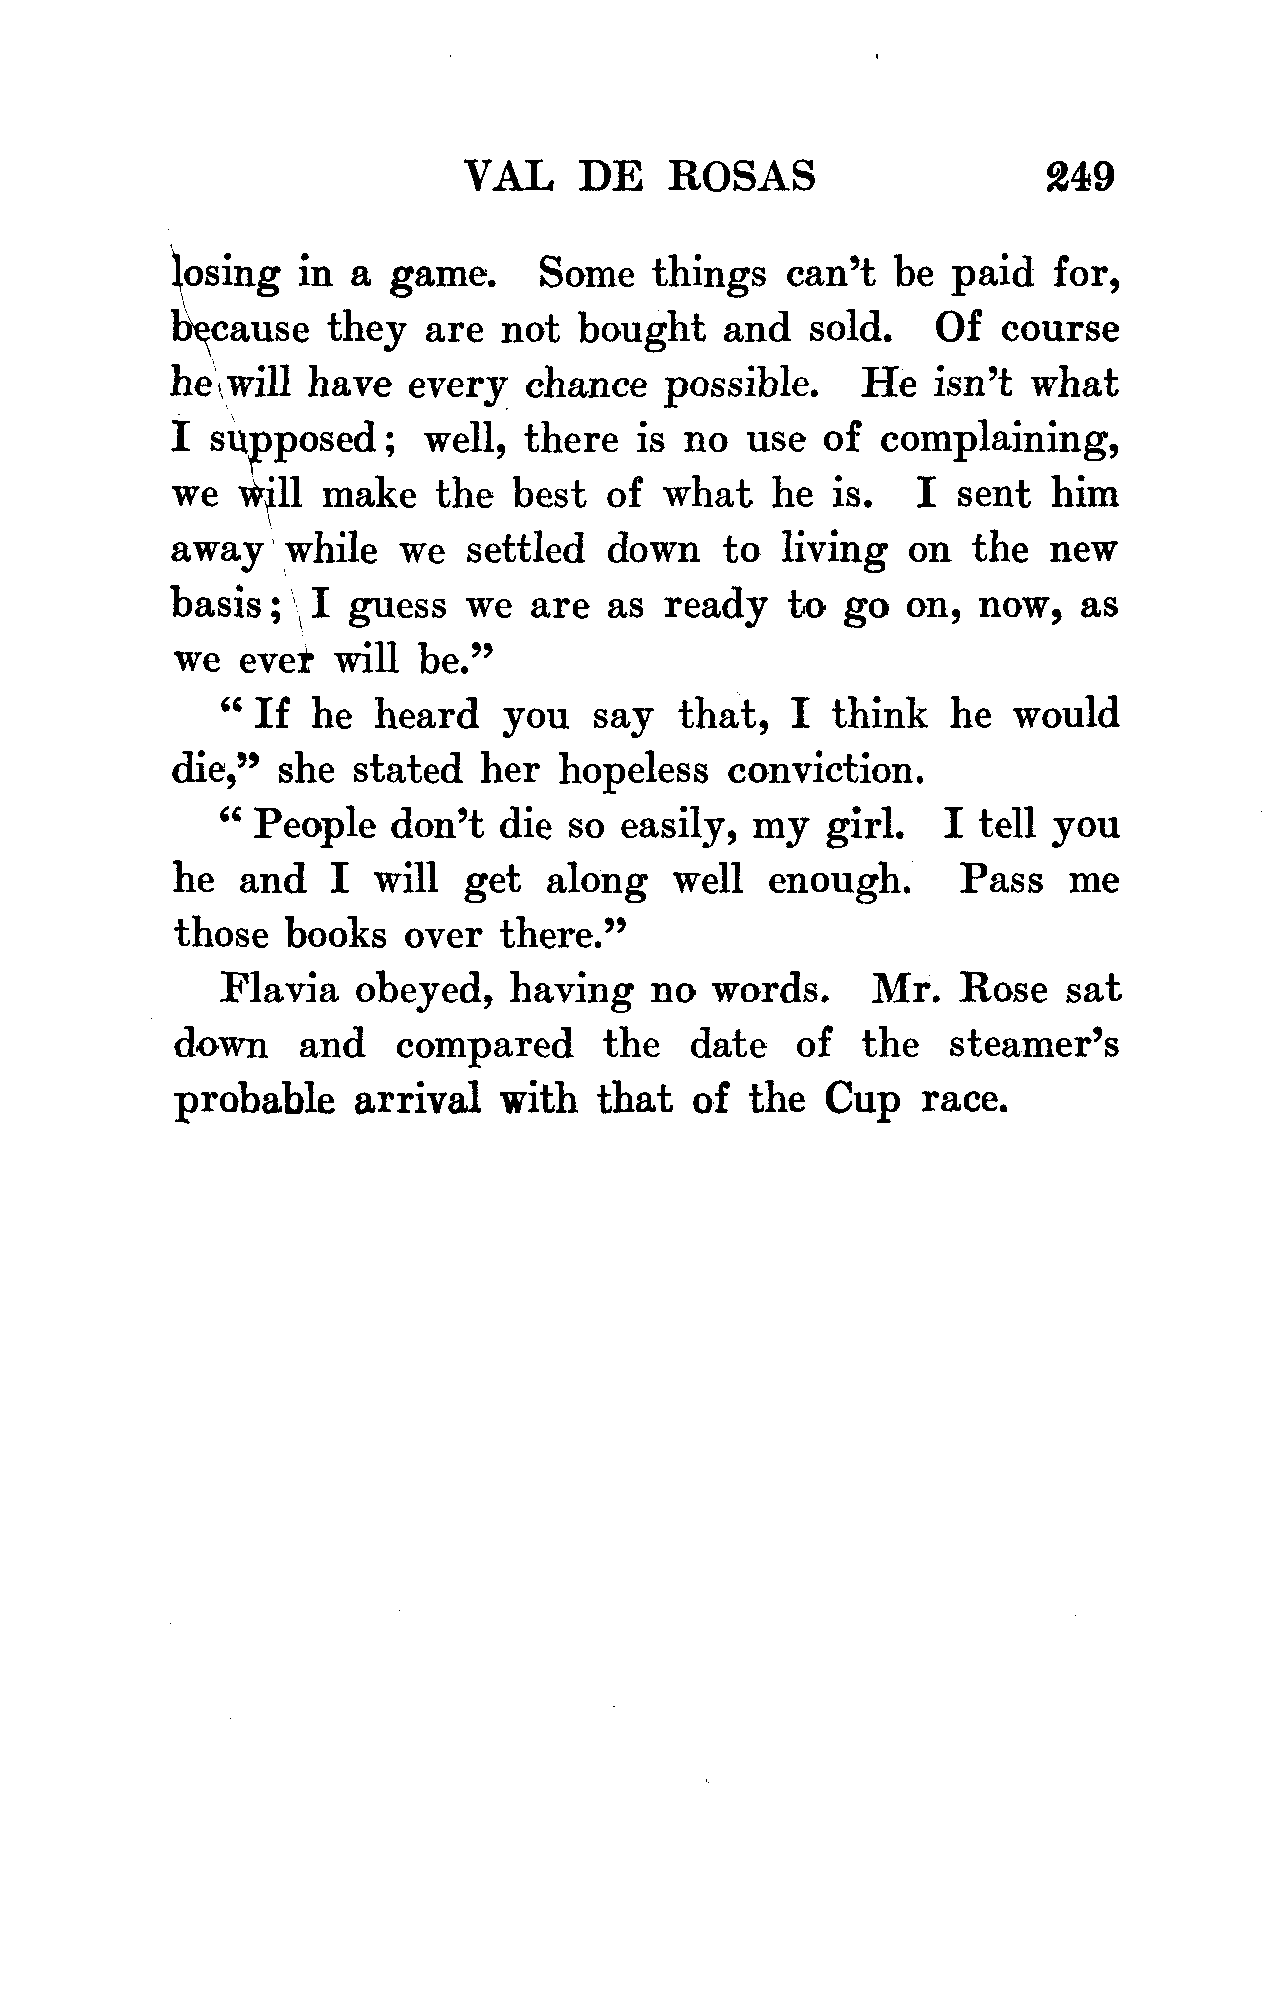 VAL DE ROSAS 249
losing in a game. Some things can't be paid for,
because they are not bought and sold. Of course
he will have every chance possible. He isn't what
I supposed; well, there is no use of complaining,
we will make the best of what he is. I sent him
away while we settled down to living on the new
basis; I guess we are as ready to go on, now, as
we ever will be."
"If he heard you say that, I think he would
die," she stated her hopeless conviction.
"People don't die so easily, my girl. I tell you
he and I will get along well enough. Pass me
those books over there."
Flavia obeyed, having no words. Mr. Rose sat
down and compared the date of the steamer's
probable arrival with that of the Cup race.